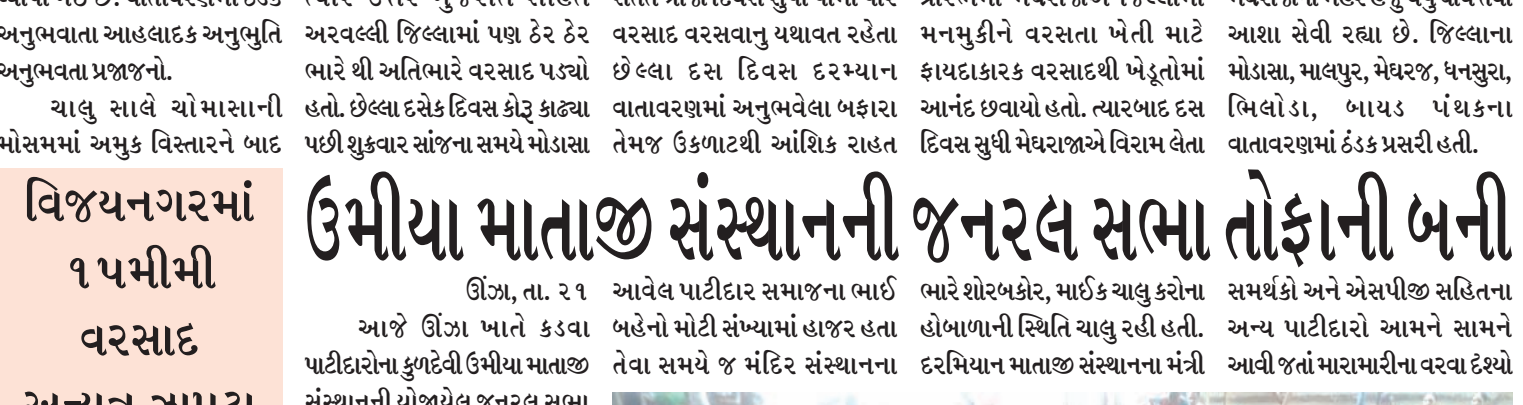 અનુભવાતા આહલાદક અનુભુતિ
અનુભવતા પ્રજાજનો.
ચાલુ સાલે ચોમાસાની
મોસમમાં અમુક વિસ્તારને બાદ
અરવલ્લી જિલ્લામાં પણ ઠેર ઠેર
ભારે થી અતિભારે વરસાદ પડ્યો
હતો. છેલ્લા દસેક દિવસ કોરૂ કાઢ્યા
પછી શુક્રવાર સાંજના સમયે મોડાસા
વરસાદ વરસવાનુ યથાવત રહેતા
છેલ્લા દસ દિવસ દરમ્યાન
વાતાવરણમાં અનુભવેલા બફારા
તેમજ ઉકળાટથી આંશિક રાહત
મનમુકીને વરસતા ખેતી માટે
ફાયદાકારક વરસાદથી ખેડૂતોમાં
આનંદ છવાયો હતો. ત્યારબાદ દસ
દિવસ સુધી મેઘરાજાએ વિરામ લેતા
આશા સેવી રહ્યા છે. જિલ્લાના
મોડાસા, માલપુર, મેઘરજ, ધનસુરા,
ભિલોડા, બાયડ પંથકના
વાતાવરણમાં ઠંડક પ્રસરી હતી.
વિજયનગરમાં
૧૫મીમી
વરસાદ
ઉમીયા માતાજી સંસ્થાનની જનરલ સભા તોફાની બની
ઊંઝા, તા. ૨૧
આજે ઊંઝા ખાતે કડવા
પાટીદારોના કુળદેવી ઉમીયા માતાજી
સંસ્થાનની યોજાયેલ જનરલ સભા
આવેલ પાટીદાર સમાજના ભાઈ
બહેનો મોટી સંખ્યામાં હાજર હતા
તેવા સમયે જ મંદિર સંસ્થાનના
ભારે શોરબકોર, માઈક ચાલુ કરોના
હોબાળાની સ્થિતિ ચાલુ રહી હતી.
દરમિયાન માતાજી સંસ્થાનના મંત્રી
સમર્થકો અને એસપીજી સહિતના
અન્ય પાટીદારો આમને સામને
આવી જતાં મારામારીના વરવા દૃશ્યો